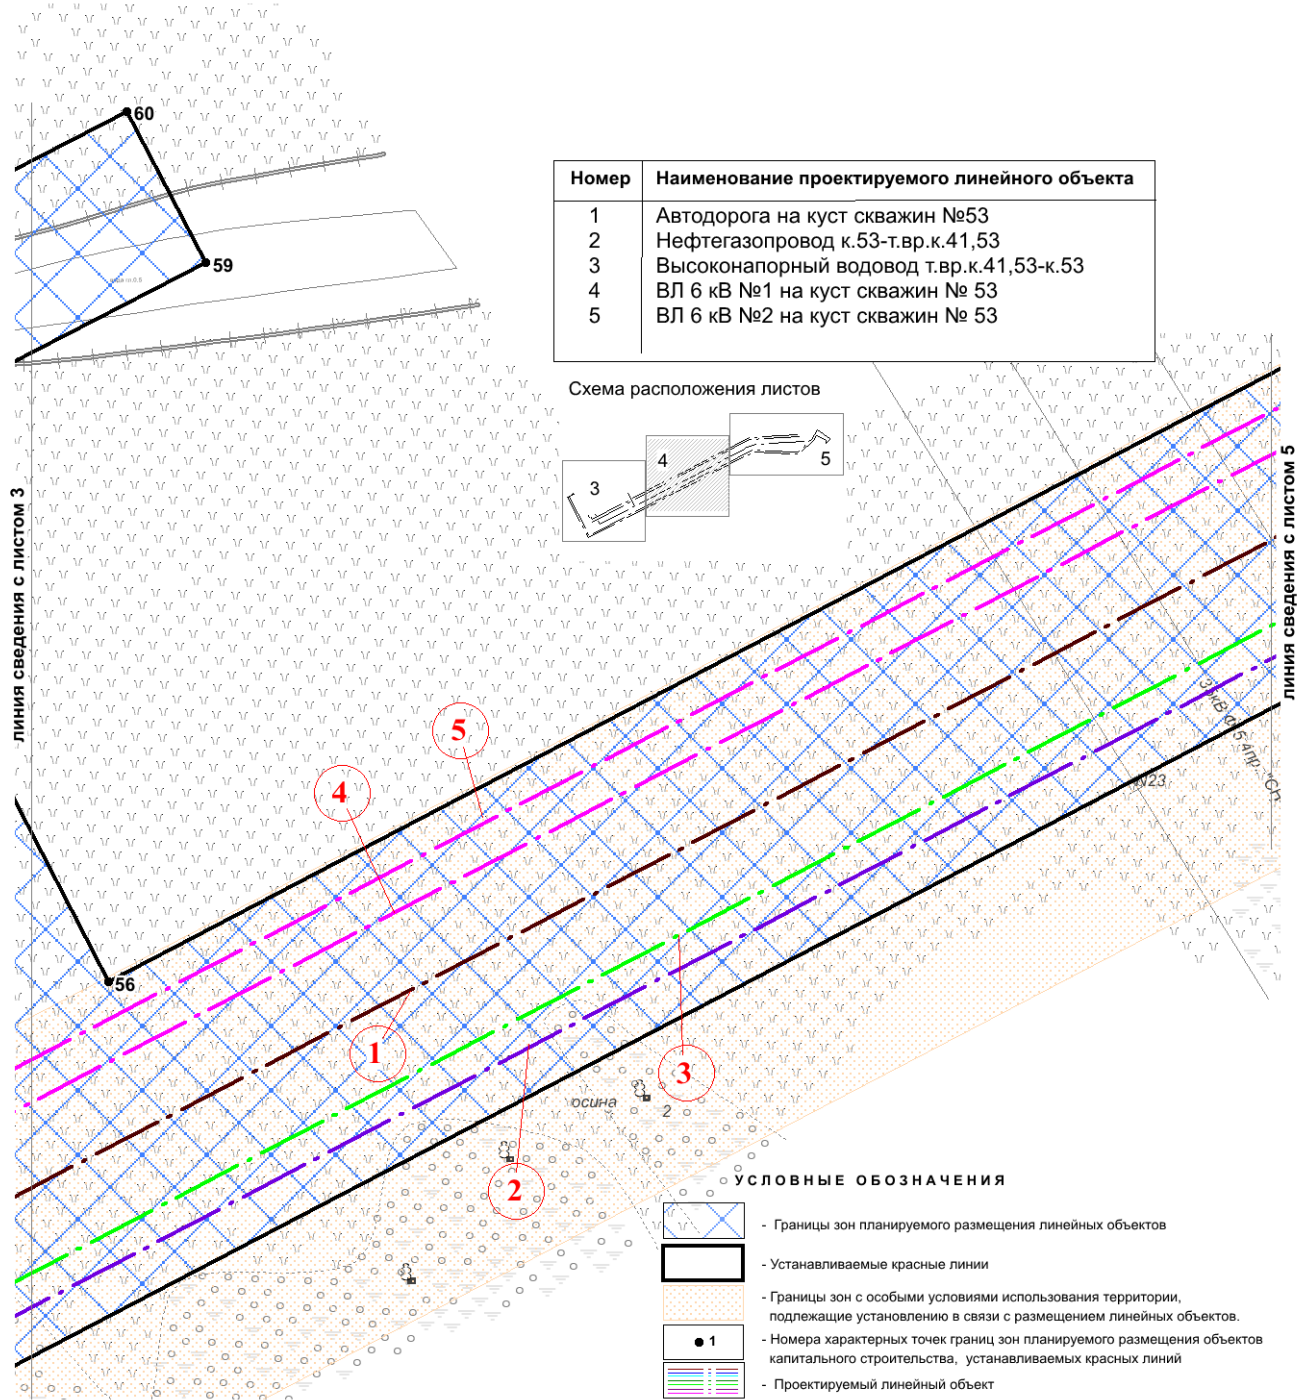 60
59
Номер Наименование проектируемого линейного объекта
1 Автодорога на куст скважин №53
2 Нефтегазопровод к.53-т.вр.к.41,53
3 Высоконапорный водовод т.вр.к.41,53-к.53
4 ВЛ 6 кВ №1 на куст скважин № 53
5 ВЛ 6 кВ №2 на куст скважин № 53
Схема расположения листов
3
4
5
линия сведения с листом 3
линия сведения с листом 5
5
4
35кВ
N23
56
1
3
осина
2
2
УСЛОВНЫЕ ОБОЗНАЧЕНИЯ
- Границы зон планируемого размещения линейных объектов
- Устанавливаемые красные линии
- Границы зон с особыми условиями использования территории,
подлежащие установлению в связи с размещением линейных объектов.
1 - Номера характерных точек границ зон планируемого размещения объектов
капитального строительства, устанавливаемых красных линий
- Проектируемый линейный объект